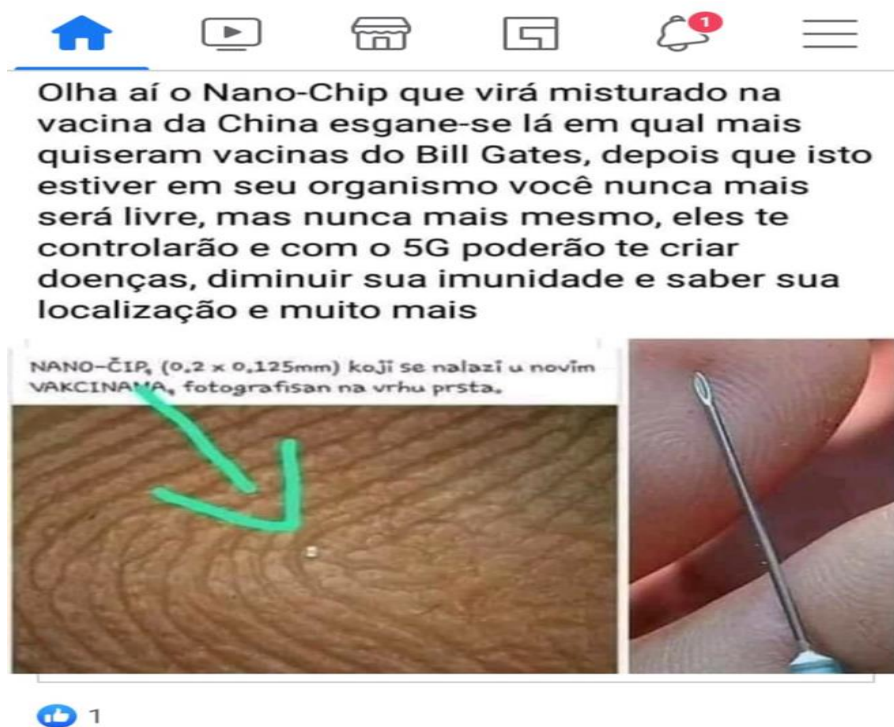 1
Olha aí o Nano-Chip que virá misturado na
vacina da China esgane-se lá em qual mais
quiseram vacinas do Bill Gates, depois que isto
estiver em seu organismo você nunca mais
será livre, mas nunca mais mesmo, eles te
controlarão e com o 5G poderão te criar
doenças, diminuir sua imunidade e saber sua
localização e muito mais
NANO-ČIP, (0,2 x 0,125mm) koji se nalazi u novim
VAKCINAMA, fotografisan na vrhu prsta.
1